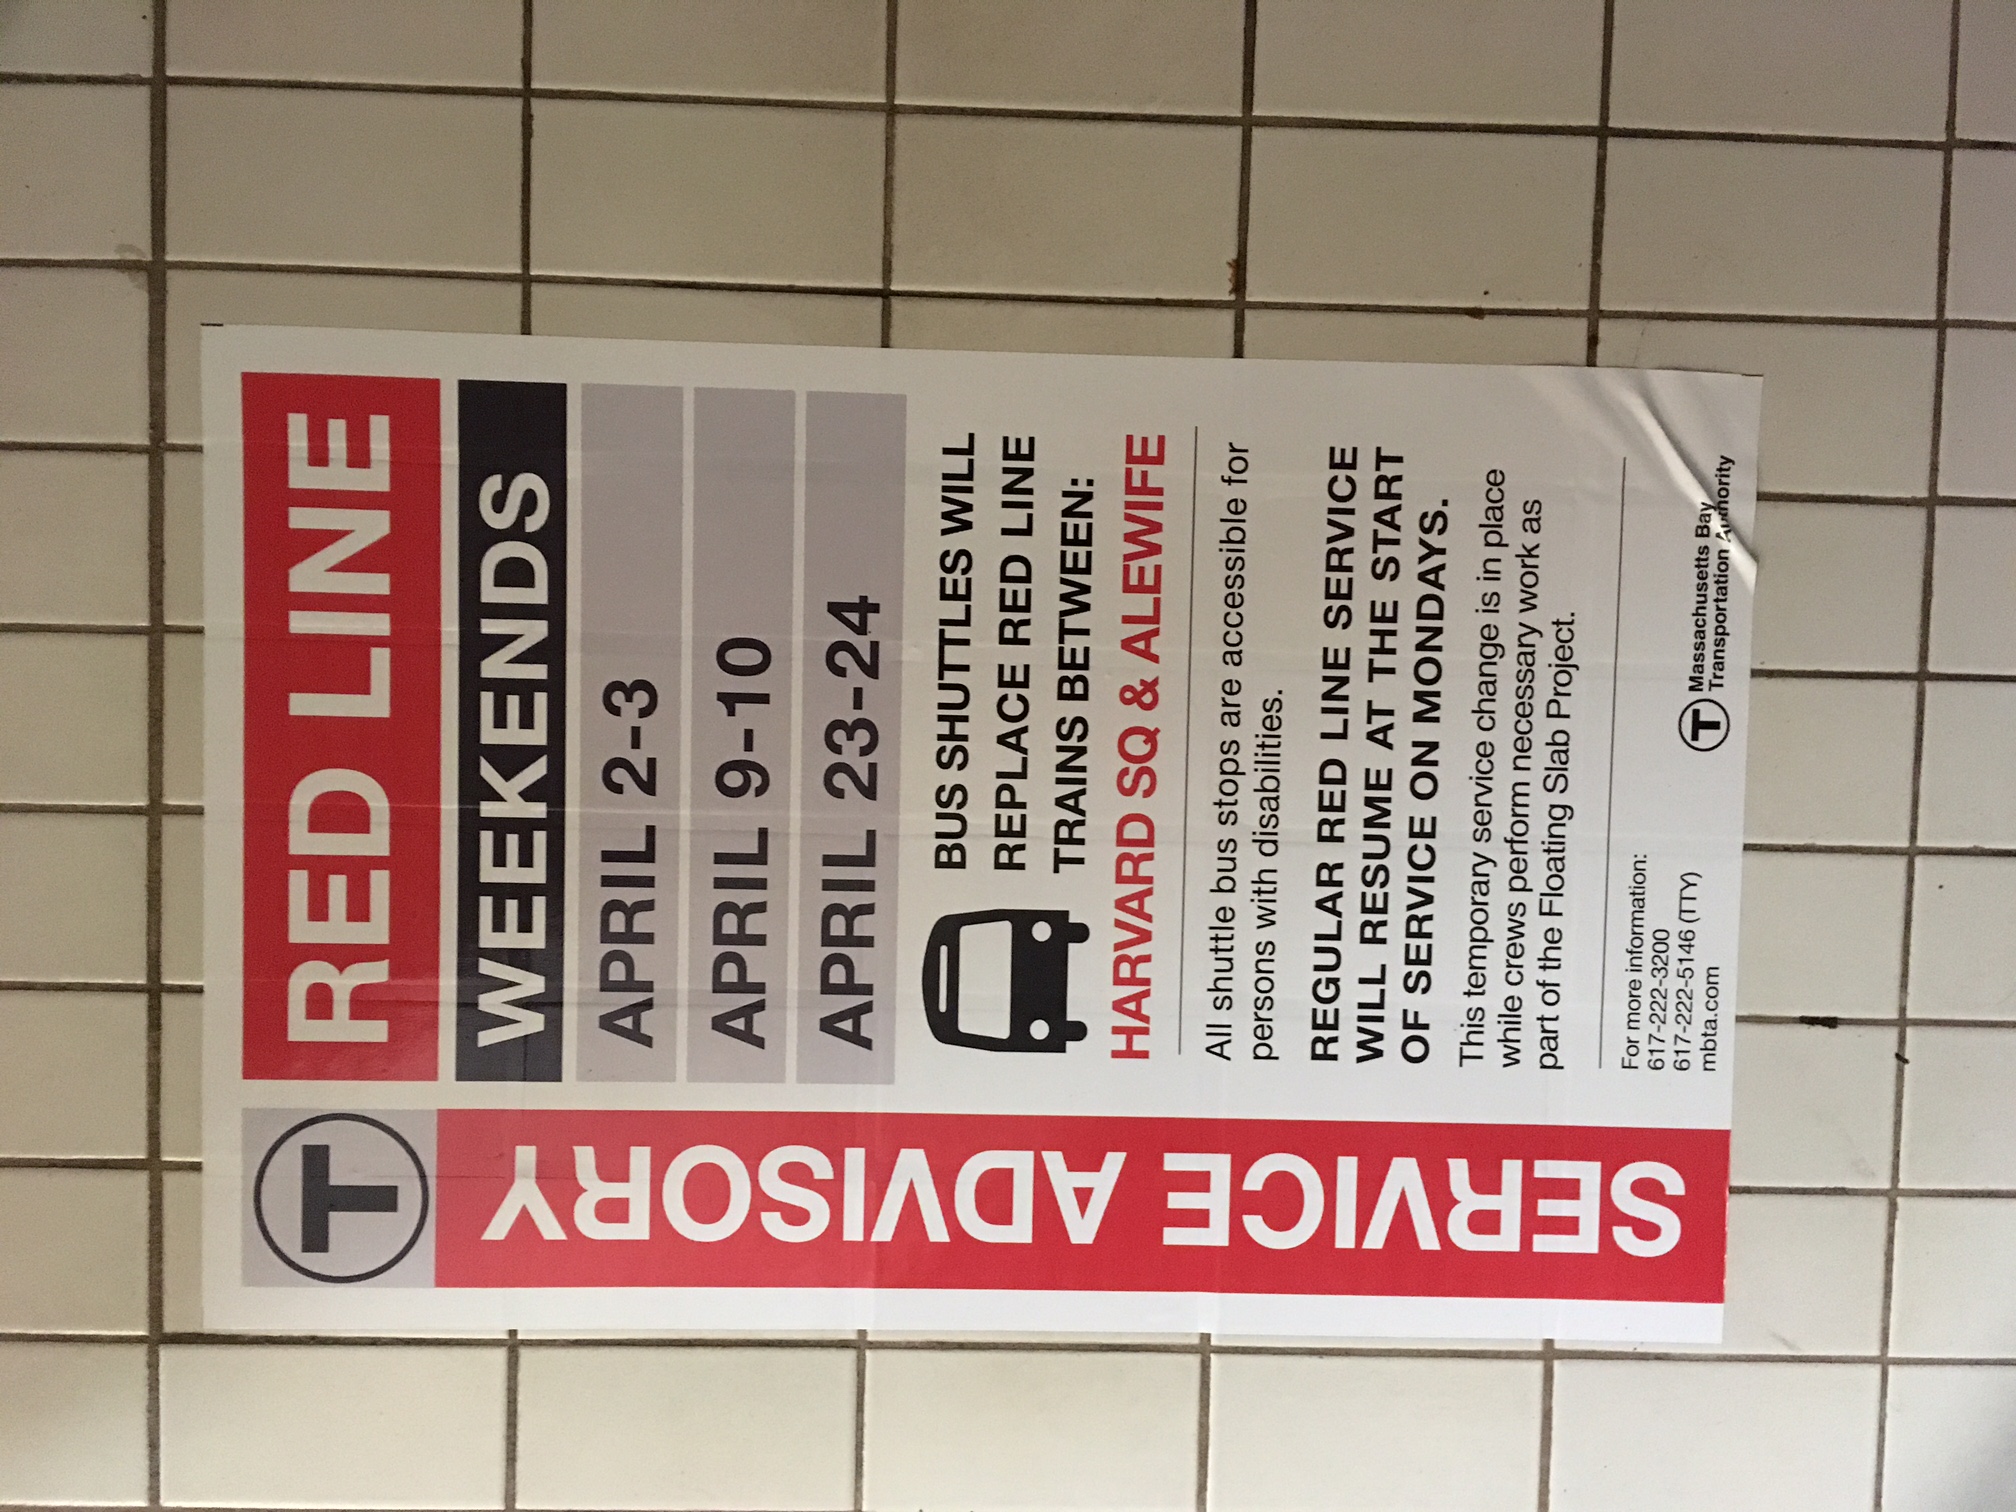 T
SERVICE ADVISORY
RED LINE
WEEKENDS
APRIL 2-3
APRIL 9-10
APRIL 23-24
BUS SHUTTLES WILL
REPLACE RED LINE
TRAINS BETWEEN:
HARVARD SQ & ALEWIFE
All shuttle bus stops are accessible for
persons with disabilities.
REGULAR RED LINE SERVICE
WILL RESUME AT THE START
OF SERVICE ON MONDAYS.
This temporary service change is in place
while crews perform necessary work as
part of the Floating Slab Project.
For more information:
617-222-3200
617-222-5146 (TTY)
mbta.com
T
Massachusetts Bay
Transportation Authority